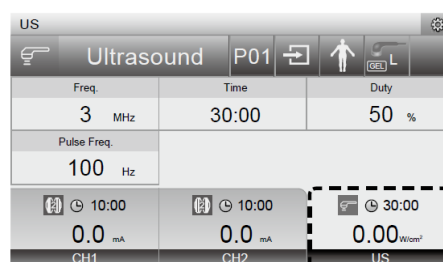 US
Ultrasound P01 GEL L
Freq. Time Duty
3 MHz 30:00 50 %
Pulse Freq.
100 Hz
10:00 10:00 30:00
0.0 mA 0.0 mA 0.00 W/cm²
CH1 CH2 US